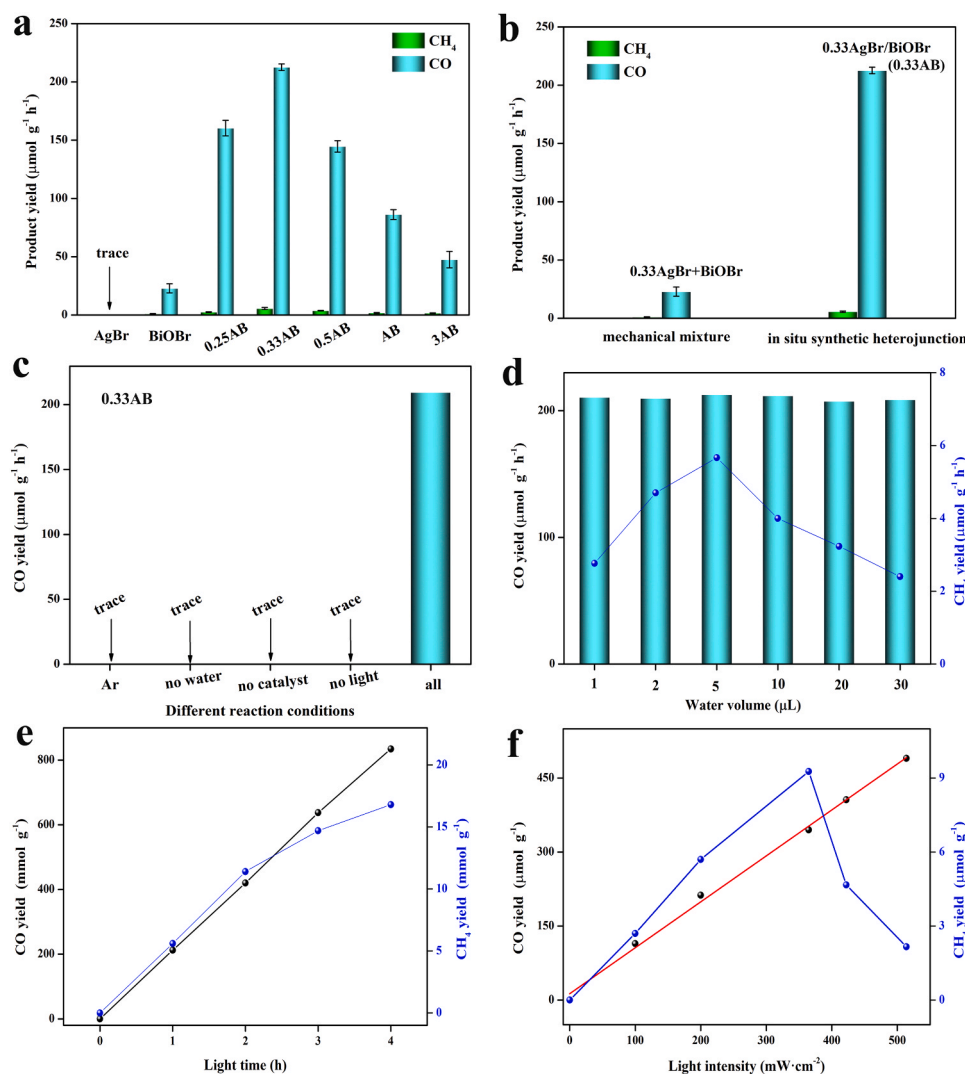 a
Product yield (μmol g⁻¹ h⁻¹)
250
200
150
100
50
0
CH₄
CO
trace
AgBr BiOBr 0.25AB 0.33AB 0.5AB AB 3AB
b
Product yield (μmol g⁻¹ h⁻¹)
250
200
150
100
50
0
CH₄
CO
0.33AgBr/BiOBr
(0.33AB)
0.33AgBr+BiOBr
mechanical mixture in situ synthetic heterojunction
c
CO yield (μmol g⁻¹ h⁻¹)
200
150
100
50
0
0.33AB
trace trace trace trace
Ar no water no catalyst no light all
Different reaction conditions
d
CO yield (μmol g⁻¹ h⁻¹)
200
100
0
8
6
4
2
0
CH₄ yield (μmol g⁻¹ h⁻¹)
1 2 5 10 20 30
Water volume (μL)
e
CO yield (mmol g⁻¹)
800
600
400
200
0
20
15
10
5
0
CH₄ yield (mmol g⁻¹)
0 1 2 3 4
Light time (h)
f
CO yield (μmol g⁻¹)
450
300
150
0
9
6
3
0
CH₄ yield (μmol g⁻¹)
0 100 200 300 400 500
Light intensity (mW·cm⁻²)